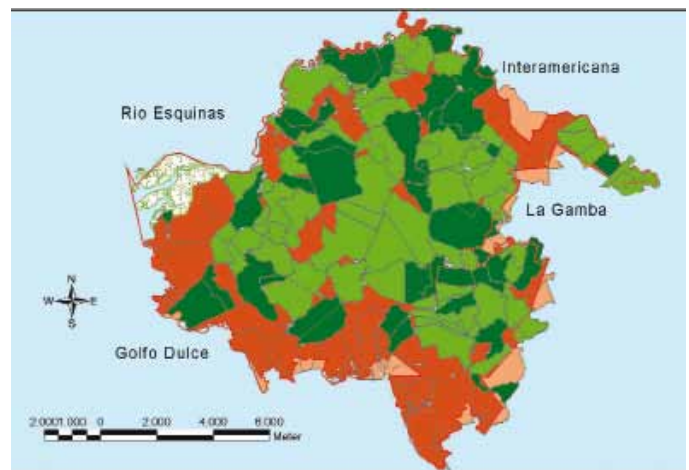 Interamericana
Rio Esquinas
La Gamba
N
W E
S
Golfo Dulce
2.0001.000 0 2.000 4.000 6.000
Meter